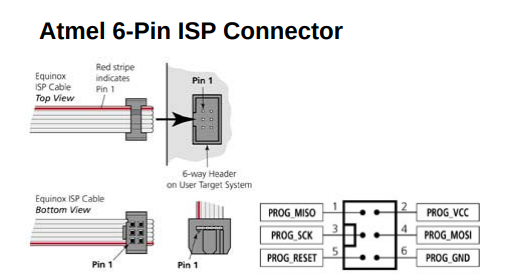 Atmel 6-Pin ISP Connector
Equinox
ISP Cable
Top View
Red stripe
indicates
Pin 1
Pin 1
6-way Header
on User Target System
Equinox ISP Cable
Bottom View
Pin 1
Pin 1
PROG_MISO 1 2 PROG_VCC
PROG_SCK 3 4 PROG_MOSI
PROG_RESET 5 6 PROG_GND